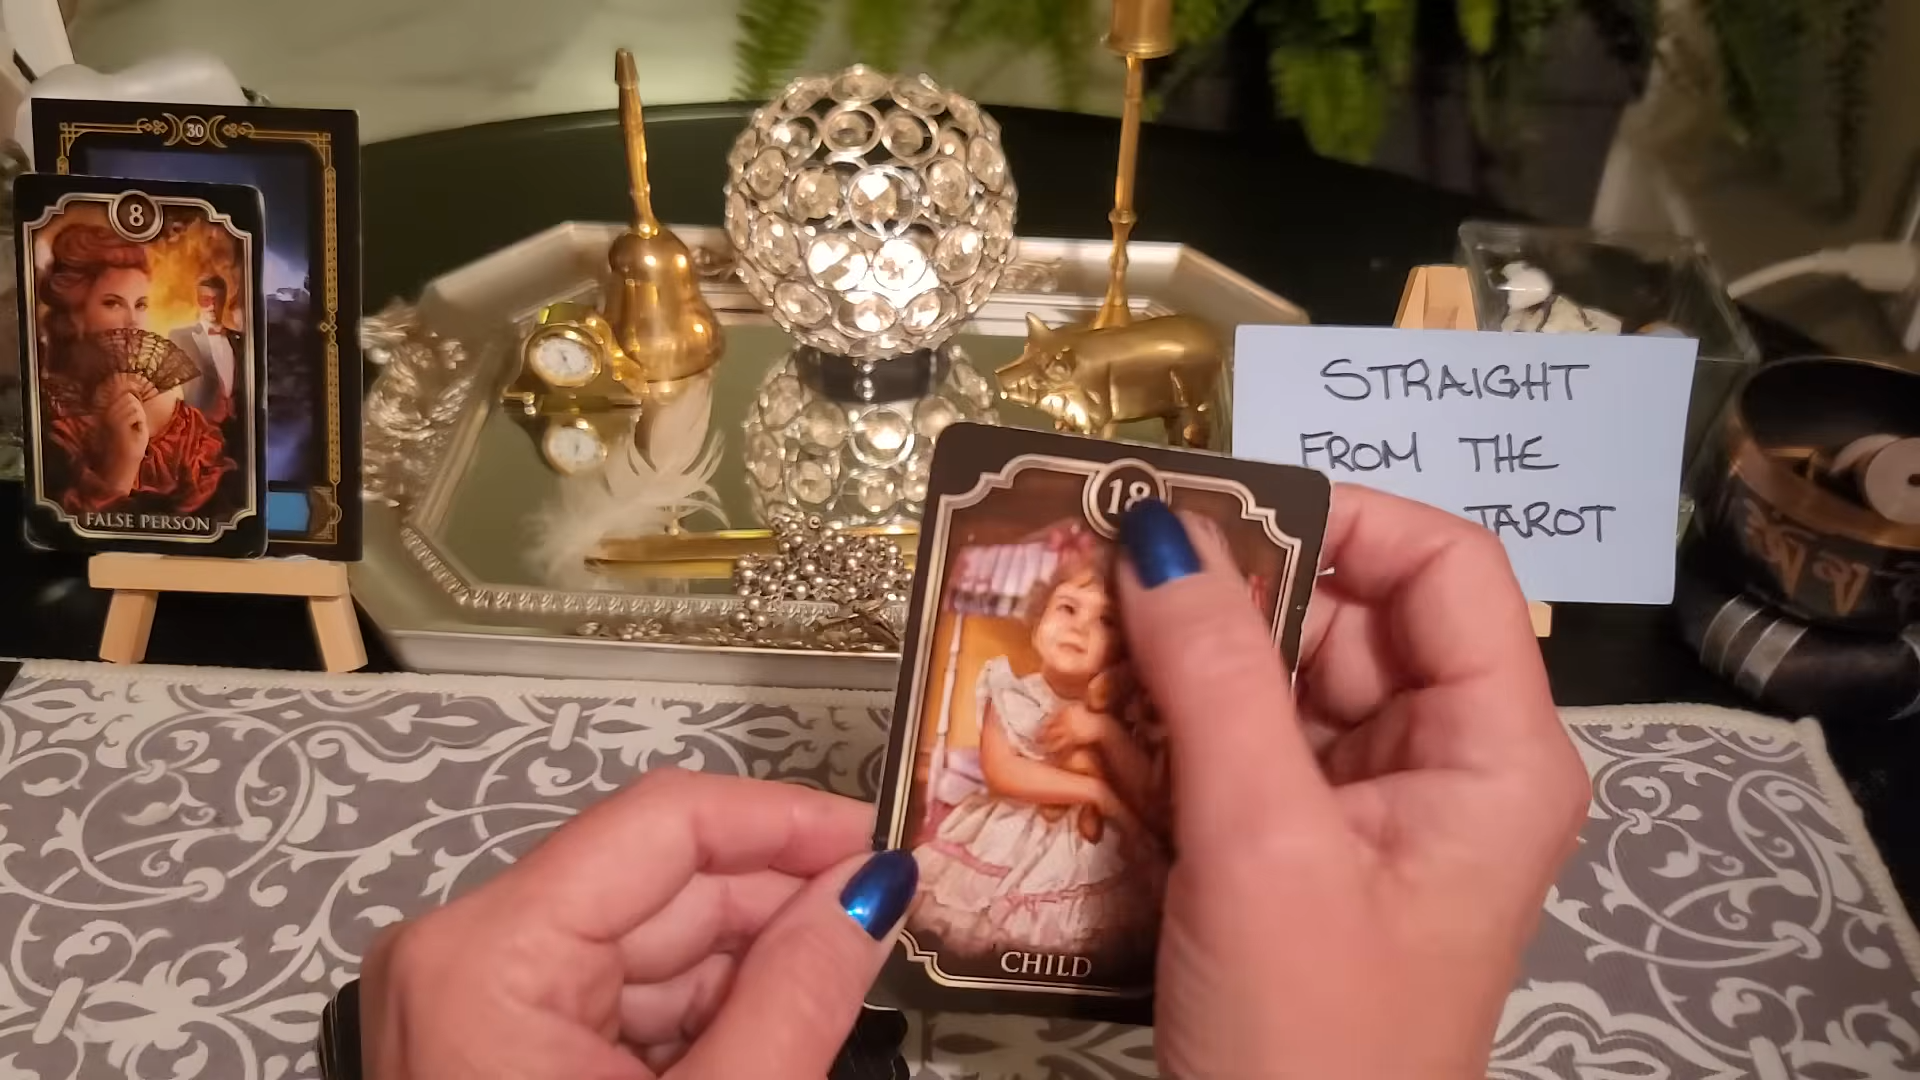 30
8
FALSE PERSON
STRAIGHT
FROM THE
TAROT
18
CHILD